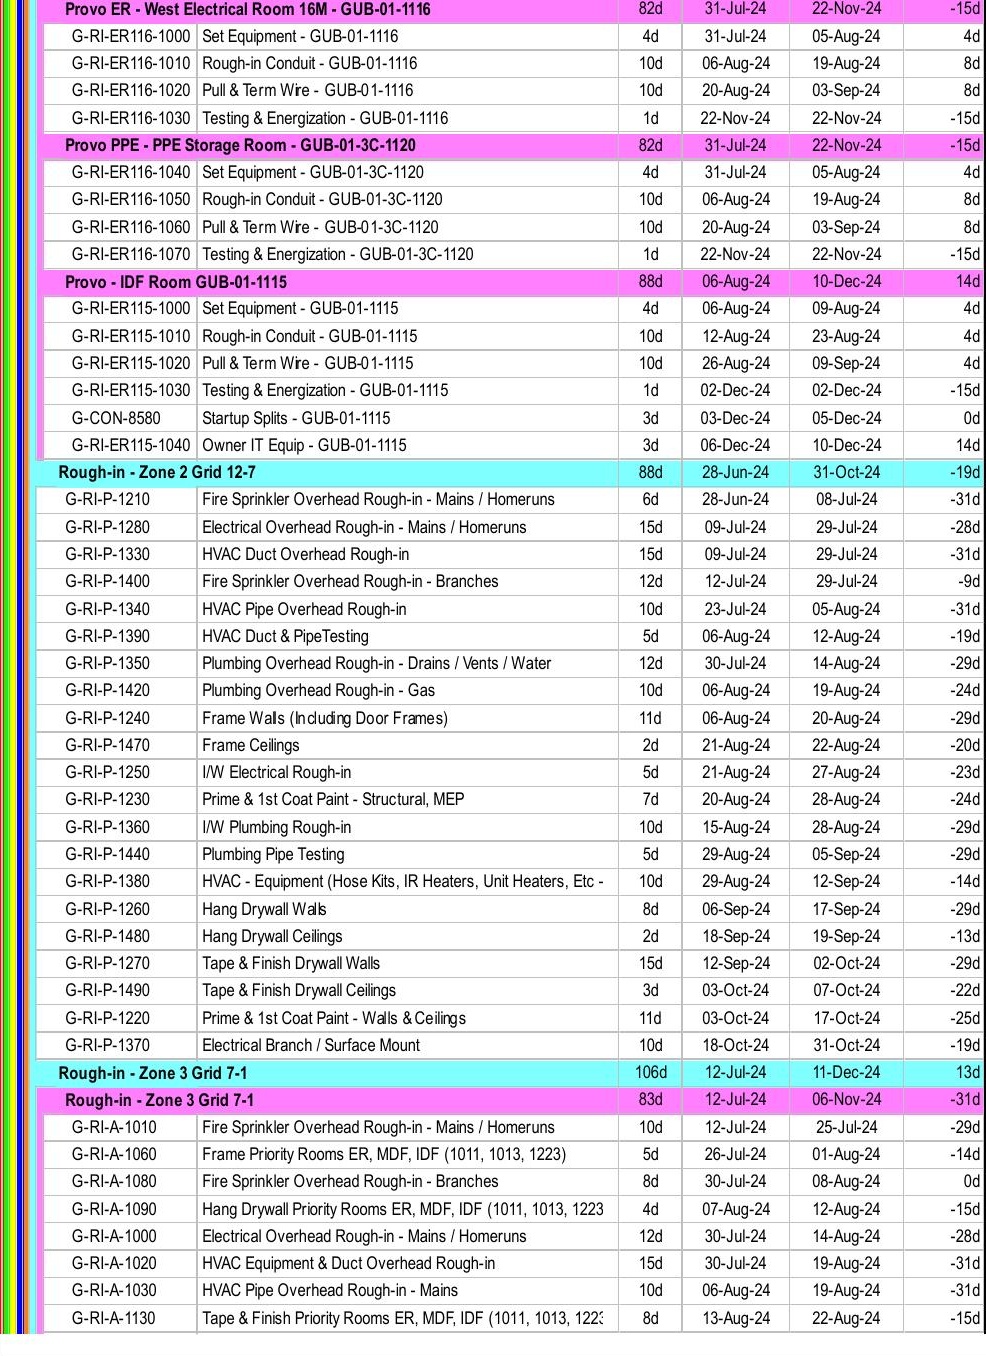 Provo ER - West Electrical Room 16M - GUB-01-1116 82d 31-Jul-24 22-Nov-24 -15d
G-RI-ER116-1000 Set Equipment - GUB-01-1116 4d 31-Jul-24 05-Aug-24 4d
G-RI-ER116-1010 Rough-in Conduit - GUB-01-1116 10d 06-Aug-24 19-Aug-24 8d
G-RI-ER116-1020 Pull & Term Wire - GUB-01-1116 10d 20-Aug-24 03-Sep-24 8d
G-RI-ER116-1030 Testing & Energization - GUB-01-1116 1d 22-Nov-24 22-Nov-24 -15d
Provo PPE - PPE Storage Room - GUB-01-3C-1120 82d 31-Jul-24 22-Nov-24 -15d
G-RI-ER116-1040 Set Equipment - GUB-01-3C-1120 4d 31-Jul-24 05-Aug-24 4d
G-RI-ER116-1050 Rough-in Conduit - GUB-01-3C-1120 10d 06-Aug-24 19-Aug-24 8d
G-RI-ER116-1060 Pull & Term Wire - GUB-01-3C-1120 10d 20-Aug-24 03-Sep-24 8d
G-RI-ER116-1070 Testing & Energization - GUB-01-3C-1120 1d 22-Nov-24 22-Nov-24 -15d
Provo - IDF Room GUB-01-1115 88d 06-Aug-24 10-Dec-24 14d
G-RI-ER115-1000 Set Equipment - GUB-01-1115 4d 06-Aug-24 09-Aug-24 4d
G-RI-ER115-1010 Rough-in Conduit - GUB-01-1115 10d 12-Aug-24 23-Aug-24 4d
G-RI-ER115-1020 Pull & Term Wire - GUB-01-1115 10d 26-Aug-24 09-Sep-24 4d
G-RI-ER115-1030 Testing & Energization - GUB-01-1115 1d 02-Dec-24 02-Dec-24 -15d
G-CON-8580 Startup Splits - GUB-01-1115 3d 03-Dec-24 05-Dec-24 0d
G-RI-ER115-1040 Owner IT Equip - GUB-01-1115 3d 06-Dec-24 10-Dec-24 14d
Rough-in - Zone 2 Grid 12-7 88d 28-Jun-24 31-Oct-24 -19d
G-RI-P-1210 Fire Sprinkler Overhead Rough-in - Mains / Homeruns 6d 28-Jun-24 08-Jul-24 -31d
G-RI-P-1280 Electrical Overhead Rough-in - Mains / Homeruns 15d 09-Jul-24 29-Jul-24 -28d
G-RI-P-1330 HVAC Duct Overhead Rough-in 15d 09-Jul-24 29-Jul-24 -31d
G-RI-P-1400 Fire Sprinkler Overhead Rough-in - Branches 12d 12-Jul-24 29-Jul-24 -9d
G-RI-P-1340 HVAC Pipe Overhead Rough-in 10d 23-Jul-24 05-Aug-24 -31d
G-RI-P-1390 HVAC Duct & PipeTesting 5d 06-Aug-24 12-Aug-24 -19d
G-RI-P-1350 Plumbing Overhead Rough-in - Drains / Vents / Water 12d 30-Jul-24 14-Aug-24 -29d
G-RI-P-1420 Plumbing Overhead Rough-in - Gas 10d 06-Aug-24 19-Aug-24 -24d
G-RI-P-1240 Frame Walls (Including Door Frames) 11d 06-Aug-24 20-Aug-24 -29d
G-RI-P-1470 Frame Ceilings 2d 21-Aug-24 22-Aug-24 -20d
G-RI-P-1250 I/W Electrical Rough-in 5d 21-Aug-24 27-Aug-24 -23d
G-RI-P-1230 Prime & 1st Coat Paint - Structural, MEP 7d 20-Aug-24 28-Aug-24 -24d
G-RI-P-1360 I/W Plumbing Rough-in 10d 15-Aug-24 28-Aug-24 -29d
G-RI-P-1440 Plumbing Pipe Testing 5d 29-Aug-24 05-Sep-24 -29d
G-RI-P-1380 HVAC - Equipment (Hose Kits, IR Heaters, Unit Heaters, Etc - 10d 29-Aug-24 12-Sep-24 -14d
G-RI-P-1260 Hang Drywall Walls 8d 06-Sep-24 17-Sep-24 -29d
G-RI-P-1480 Hang Drywall Ceilings 2d 18-Sep-24 19-Sep-24 -13d
G-RI-P-1270 Tape & Finish Drywall Walls 15d 12-Sep-24 02-Oct-24 -29d
G-RI-P-1490 Tape & Finish Drywall Ceilings 3d 03-Oct-24 07-Oct-24 -22d
G-RI-P-1220 Prime & 1st Coat Paint - Walls & Ceilings 11d 03-Oct-24 17-Oct-24 -25d
G-RI-P-1370 Electrical Branch / Surface Mount 10d 18-Oct-24 31-Oct-24 -19d
Rough-in - Zone 3 Grid 7-1 106d 12-Jul-24 11-Dec-24 13d
Rough-in - Zone 3 Grid 7-1 83d 12-Jul-24 06-Nov-24 -31d
G-RI-A-1010 Fire Sprinkler Overhead Rough-in - Mains / Homeruns 10d 12-Jul-24 25-Jul-24 -29d
G-RI-A-1060 Frame Priority Rooms ER, MDF, IDF (1011, 1013, 1223) 5d 26-Jul-24 01-Aug-24 -14d
G-RI-A-1080 Fire Sprinkler Overhead Rough-in - Branches 8d 30-Jul-24 08-Aug-24 0d
G-RI-A-1090 Hang Drywall Priority Rooms ER, MDF, IDF (1011, 1013, 1223 4d 07-Aug-24 12-Aug-24 -15d
G-RI-A-1000 Electrical Overhead Rough-in - Mains / Homeruns 12d 30-Jul-24 14-Aug-24 -28d
G-RI-A-1020 HVAC Equipment & Duct Overhead Rough-in 15d 30-Jul-24 19-Aug-24 -31d
G-RI-A-1030 HVAC Pipe Overhead Rough-in - Mains 10d 06-Aug-24 19-Aug-24 -31d
G-RI-A-1130 Tape & Finish Priority Rooms ER, MDF, IDF (1011, 1013, 1223 8d 13-Aug-24 22-Aug-24 -15d